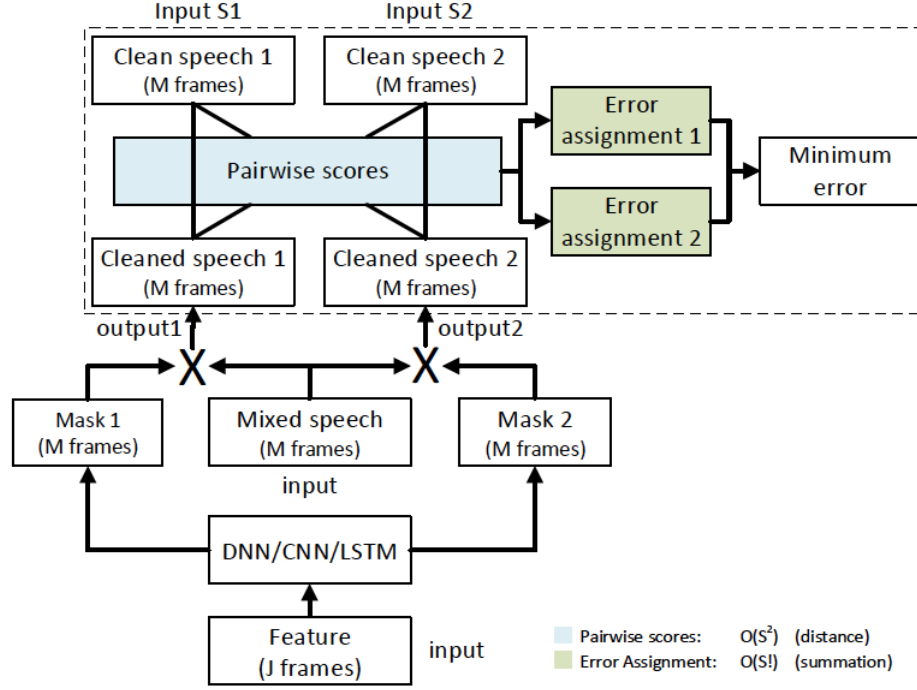 Input S1
Input S2
Clean speech 1
(M frames)
Clean speech 2
(M frames)
Error
assignment 1
Pairwise scores
Minimum
error
Error
assignment 2
Cleaned speech 1
(M frames)
Cleaned speech 2
(M frames)
output1
output2
X
X
Mask 1
(M frames)
Mixed speech
(M frames)
Mask 2
(M frames)
input
DNN/CNN/LSTM
Feature
(J frames)
input
Pairwise scores: O(S²) (distance)
Error Assignment: O(S!) (summation)